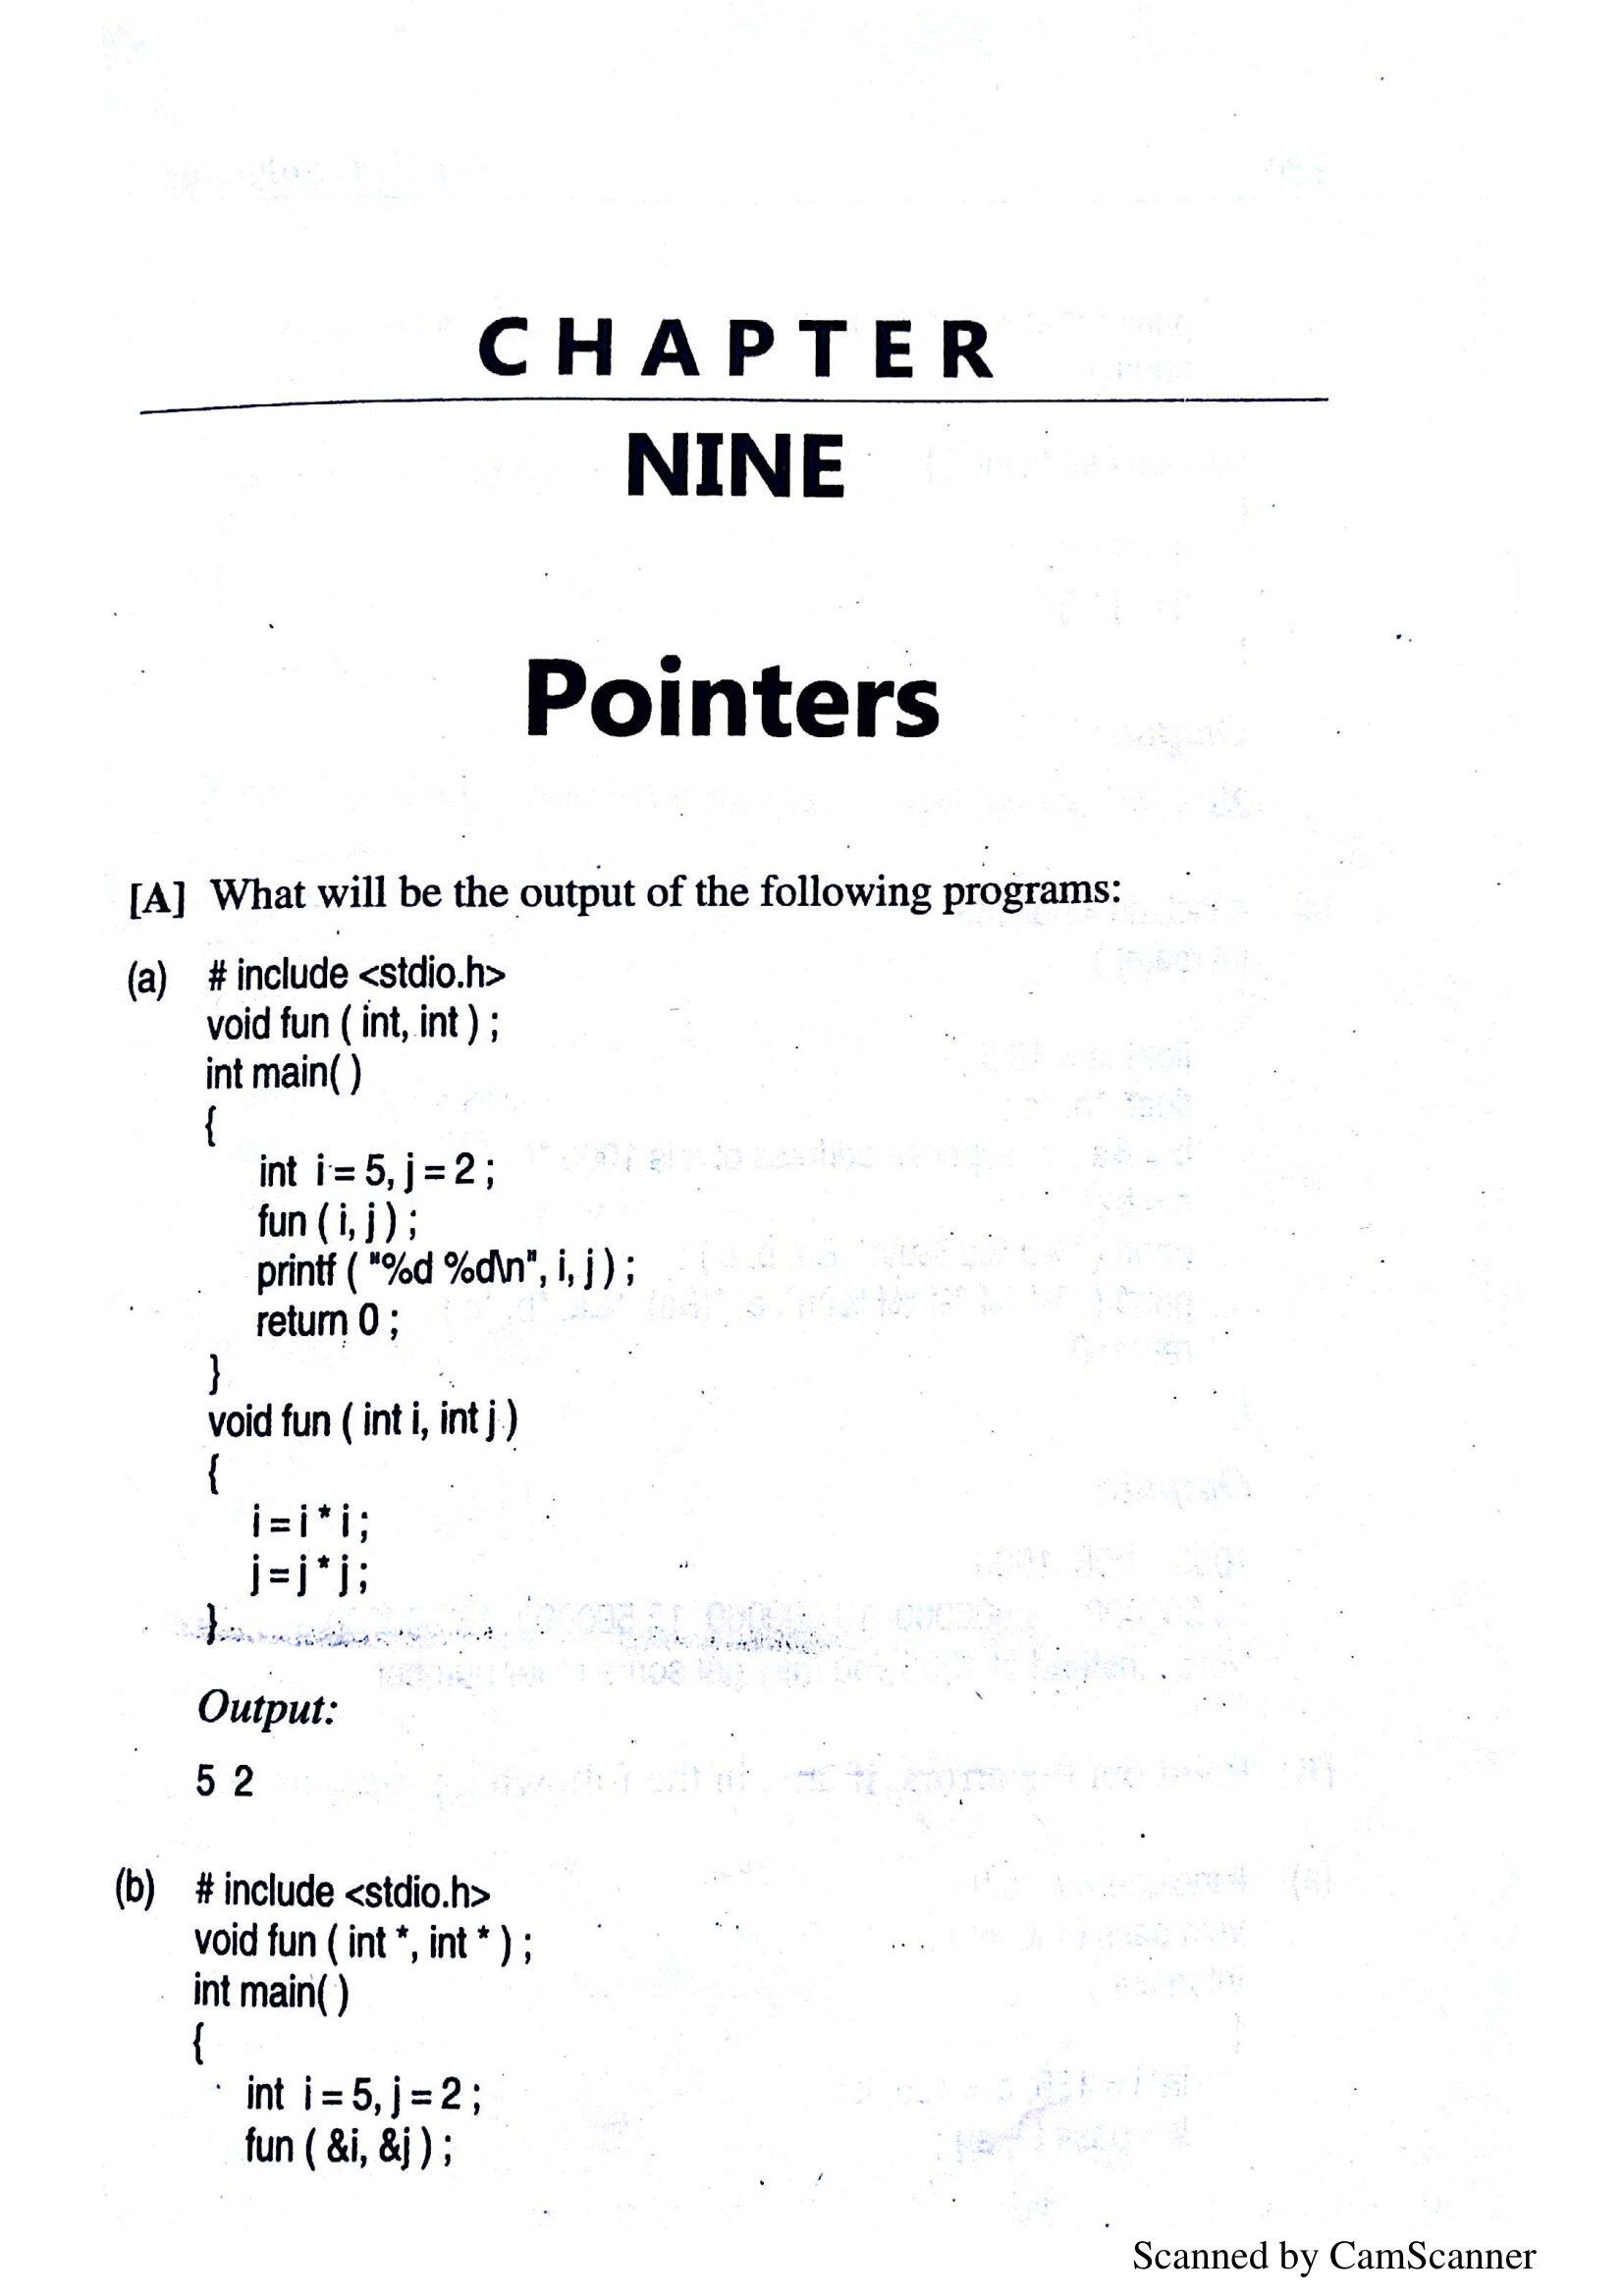 CHAPTER
NINE
Pointers
[A] What will be the output of the following programs:
(a) # include <stdio.h>
void fun ( int, int ) ;
int main( )
{
int i = 5, j = 2 ;
fun ( i, j ) ;
printf ( "%d %d\n", i, j ) ;
return 0 ;
}
void fun ( int i, int j )
{
i = i * i ;
j = j * j ;
}
Output:
5 2
(b) # include <stdio.h>
void fun ( int *, int * ) ;
int main( )
{
int i = 5, j = 2 ;
fun ( &i, &j ) ;
Scanned by CamScanner